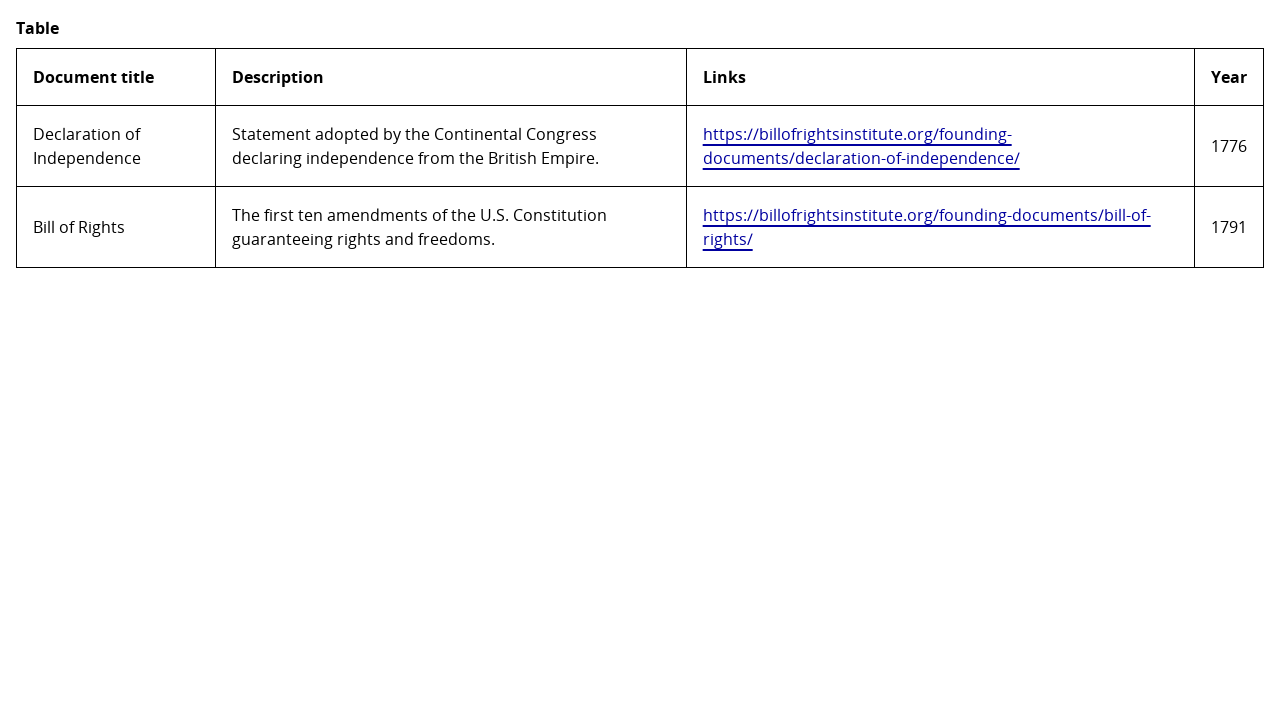 Table
Document title
Description
Links
Year
Declaration of
Independence
Statement adopted by the Continental Congress
declaring independence from the British Empire.
https://billofrightsinstitute.org/founding-
documents/declaration-of-independence/
1776
Bill of Rights
The first ten amendments of the U.S. Constitution
guaranteeing rights and freedoms.
https://billofrightsinstitute.org/founding-documents/bill-of-
rights/
1791